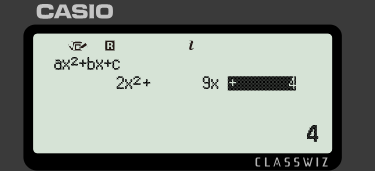 CASIO
√☐/ R i
ax²+bx+c
2x²+ 9x + 4
4
CLASSWIZ